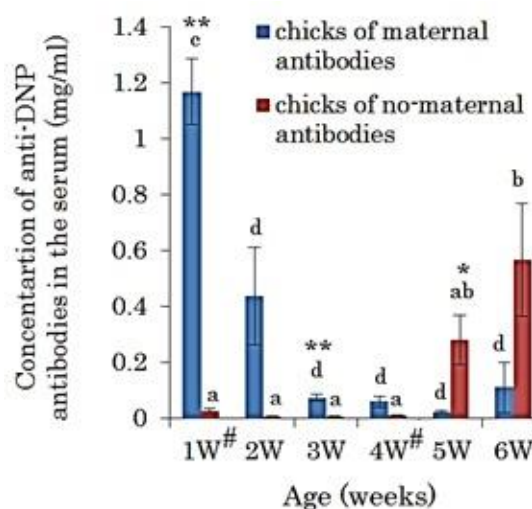 Concentartion of anti-DNP
antibodies in the serum (mg/ml)
1.4
1.2
1
0.8
0.6
0.4
0.2
0
chicks of maternal
antibodies
chicks of no-maternal
antibodies
**
c
a
d
a
**
d
a
d
a
d
*
ab
d
b
1W# 2W 3W 4W# 5W 6W
Age (weeks)